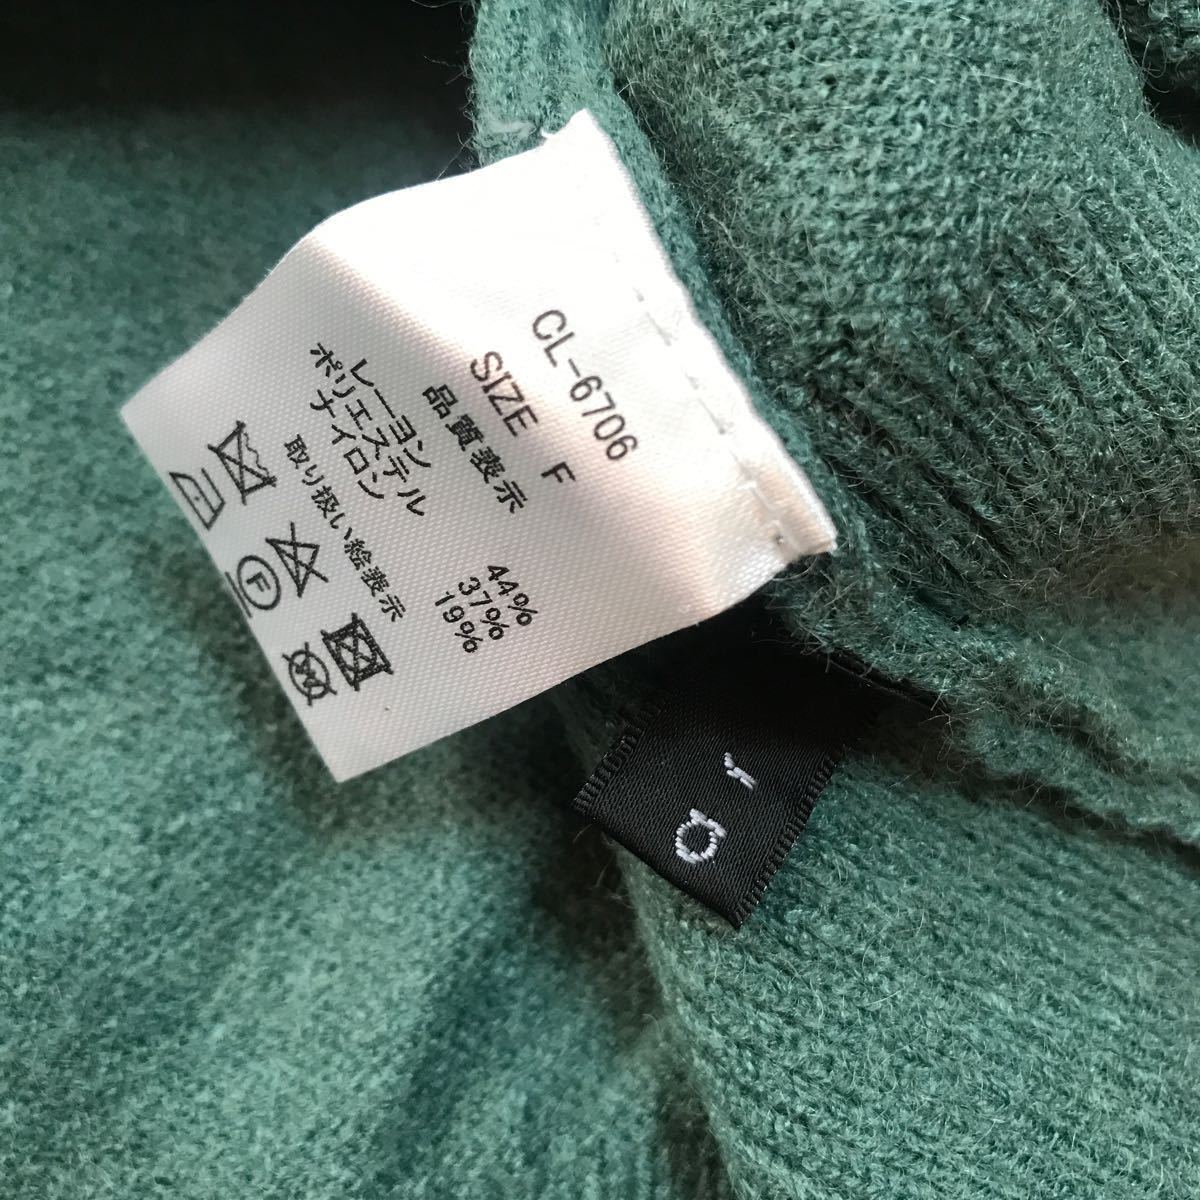 CL-6706
SIZE F
品質表示
レーヨン 44%
ポリエステル 37%
ナイロン 19%
取り扱い絵表示
F
ar